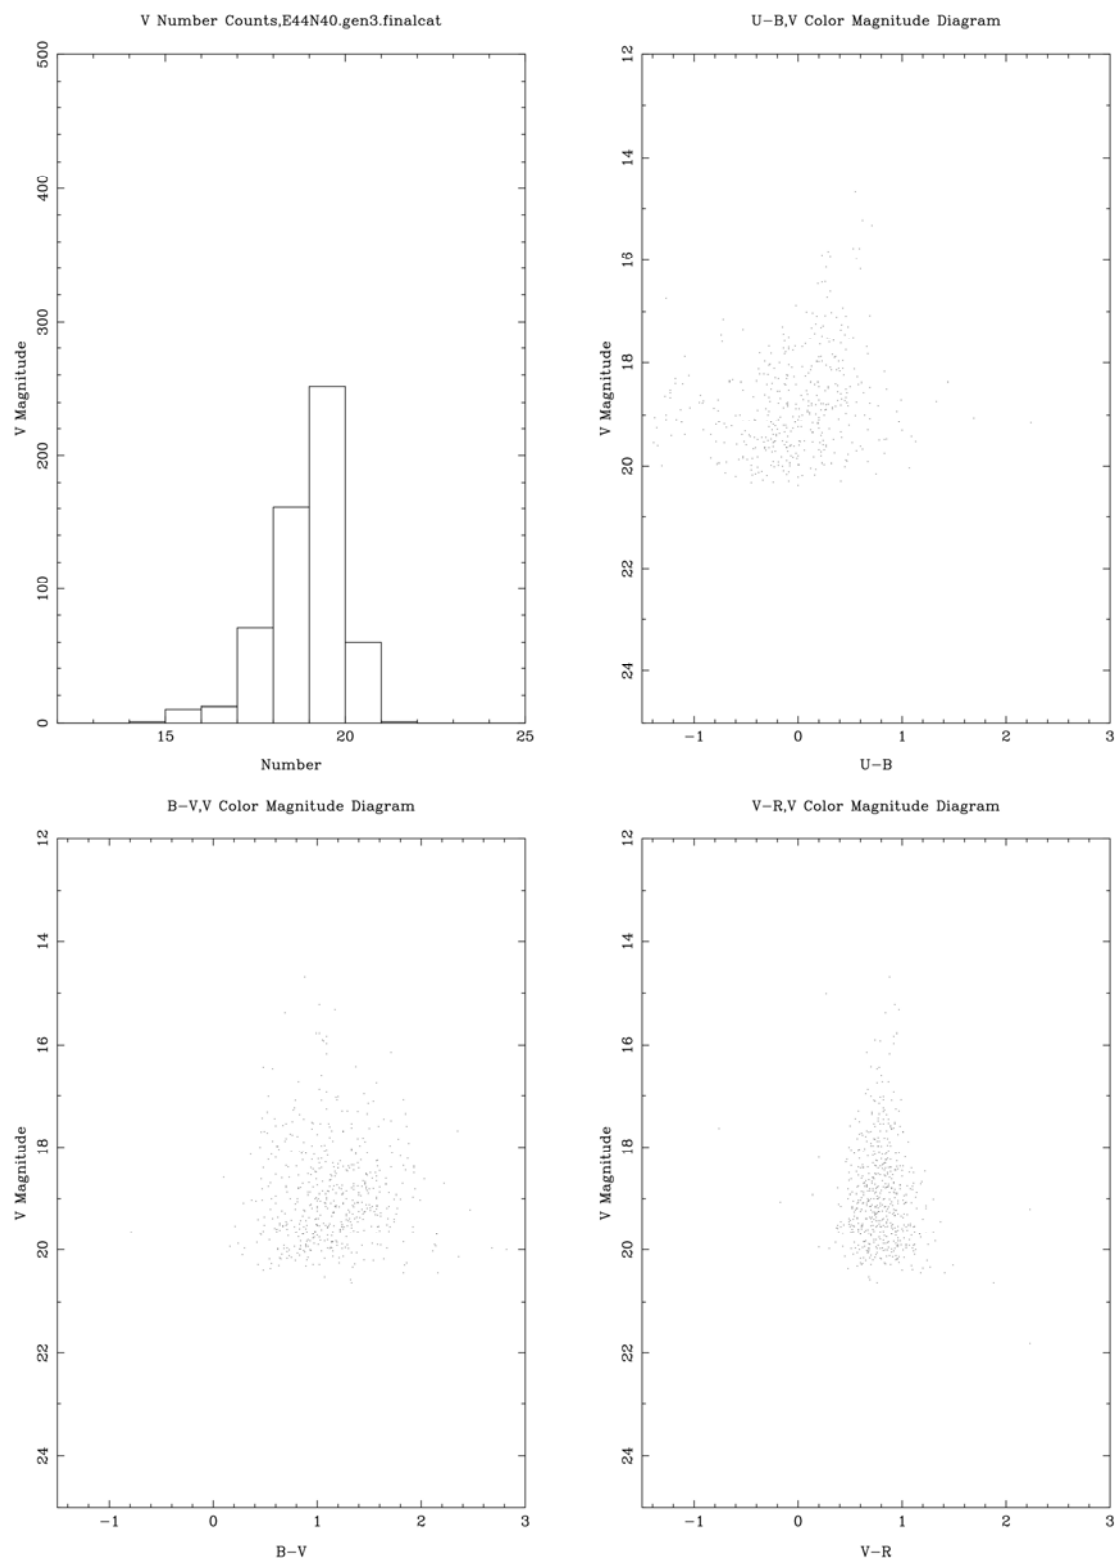 V Number Counts,E44N40.gen3.finalcat
500
400
300
200
100
0
V Magnitude
15 20 25
Number
U-B,V Color Magnitude Diagram
12
14
16
18
20
22
24
V Magnitude
-1 0 1 2 3
U-B
B-V,V Color Magnitude Diagram
12
14
16
18
20
22
24
V Magnitude
-1 0 1 2 3
B-V
V-R,V Color Magnitude Diagram
12
14
16
18
20
22
24
V Magnitude
-1 0 1 2 3
V-R